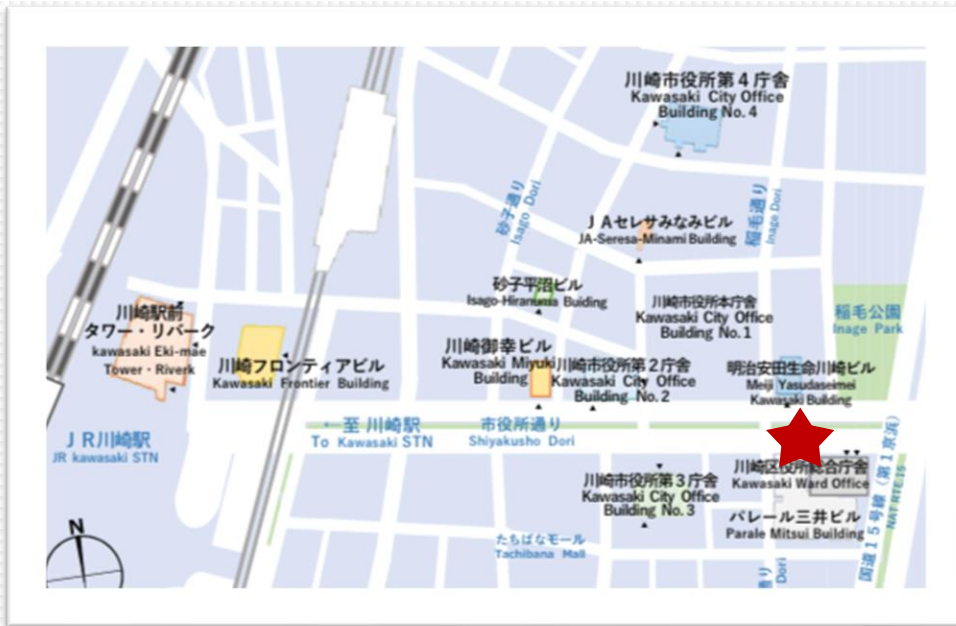 川崎市役所第４庁舎
Kawasaki City Office
Building No. 4
砂子通り
Isago Dori
稲毛通り
Inage Dori
ＪＡセレサみなみビル
JA-Seresa-Minami Building
砂子平沼ビル
Isago-Hiranuma Buiding
川崎市役所本庁舎
Kawasaki City Office
Building No. 1
稲毛公園
Inage Park
川崎駅前
タワー・リバーク
kawasaki Eki-mae
Tower・Riverk
川崎フロンティアビル
Kawasaki Frontier Building
川崎御幸ビル
Kawasaki Miyuki
Building
川崎市役所第２庁舎
Kawasaki City Office
Building No. 2
明治安田生命川崎ビル
Meiji Yasudaseimei
Kawasaki Building
←至 川崎駅
To Kawasaki STN
市役所通り
Shiyakusho Dori
ＪＲ川崎駅
JR kawasaki STN
川崎区役所総合庁舎
Kawasaki Ward Office
川崎市役所第３庁舎
Kawasaki City Office
Building No. 3
パレール三井ビル
Parale Mitsui Building
国道１５号線（第１京浜）
NAT RTE 15
たちばなモール
Tachibana Mall
通り
Dori
N